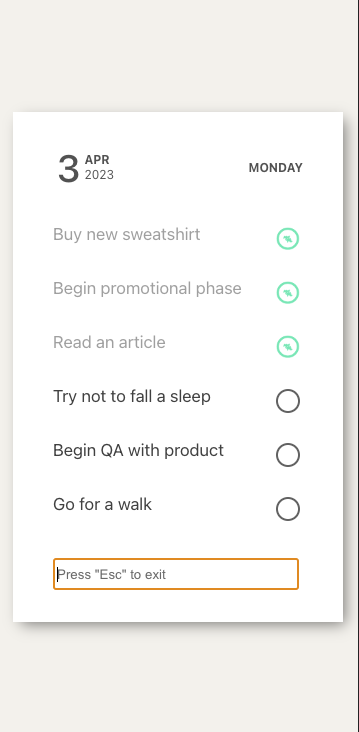 3
APR
2023
MONDAY
Buy new sweatshirt
Begin promotional phase
Read an article
Try not to fall a sleep
Begin QA with product
Go for a walk
Press "Esc" to exit